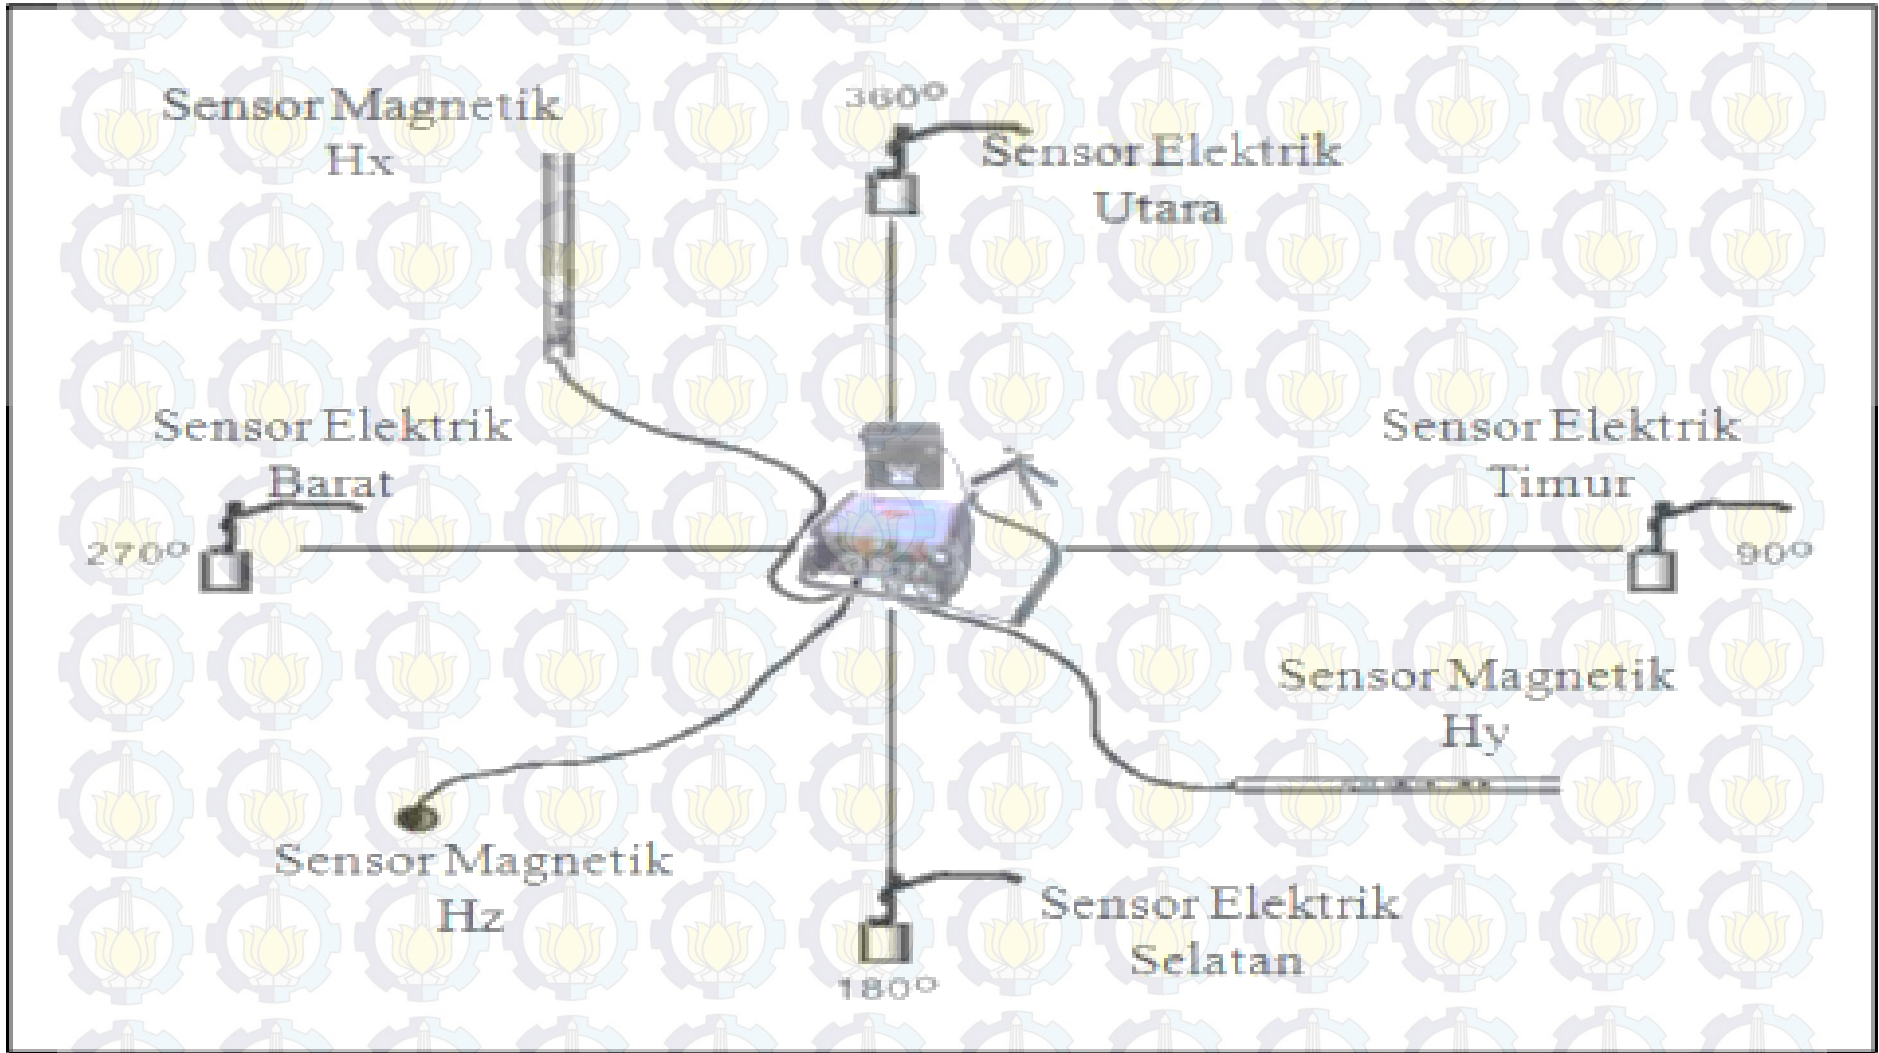 Sensor Magnetik
Hx
360°
Sensor Elektrik
Utara
Sensor Elektrik
Barat
270°
Sensor Elektrik
Timur
90°
Sensor Magnetik
Hy
Sensor Magnetik
Hz
Sensor Elektrik
Selatan
180°